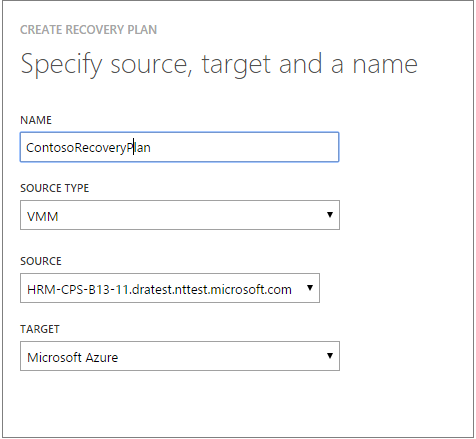 CREATE RECOVERY PLAN
Specify source, target and a name
NAME
ContosoRecoveryPlan
SOURCE TYPE
VMM
SOURCE
HRM-CPS-B13-11.dratest.nttest.microsoft.com
TARGET
Microsoft Azure